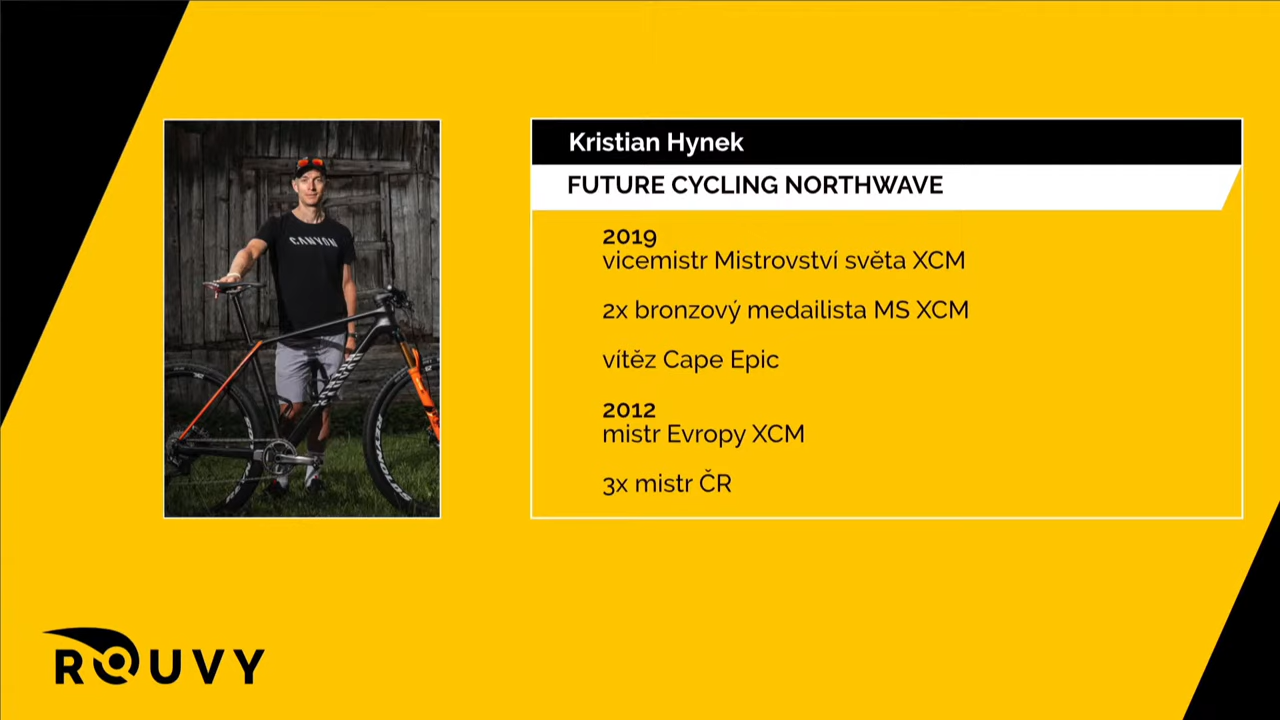 Kristian Hynek
FUTURE CYCLING NORTHWAVE
2019
vicemistr Mistrovství světa XCM
2x bronzový medailista MS XCM
vítěz Cape Epic
2012
mistr Evropy XCM
3x mistr ČR
CANYON
CANYON
ROUVY